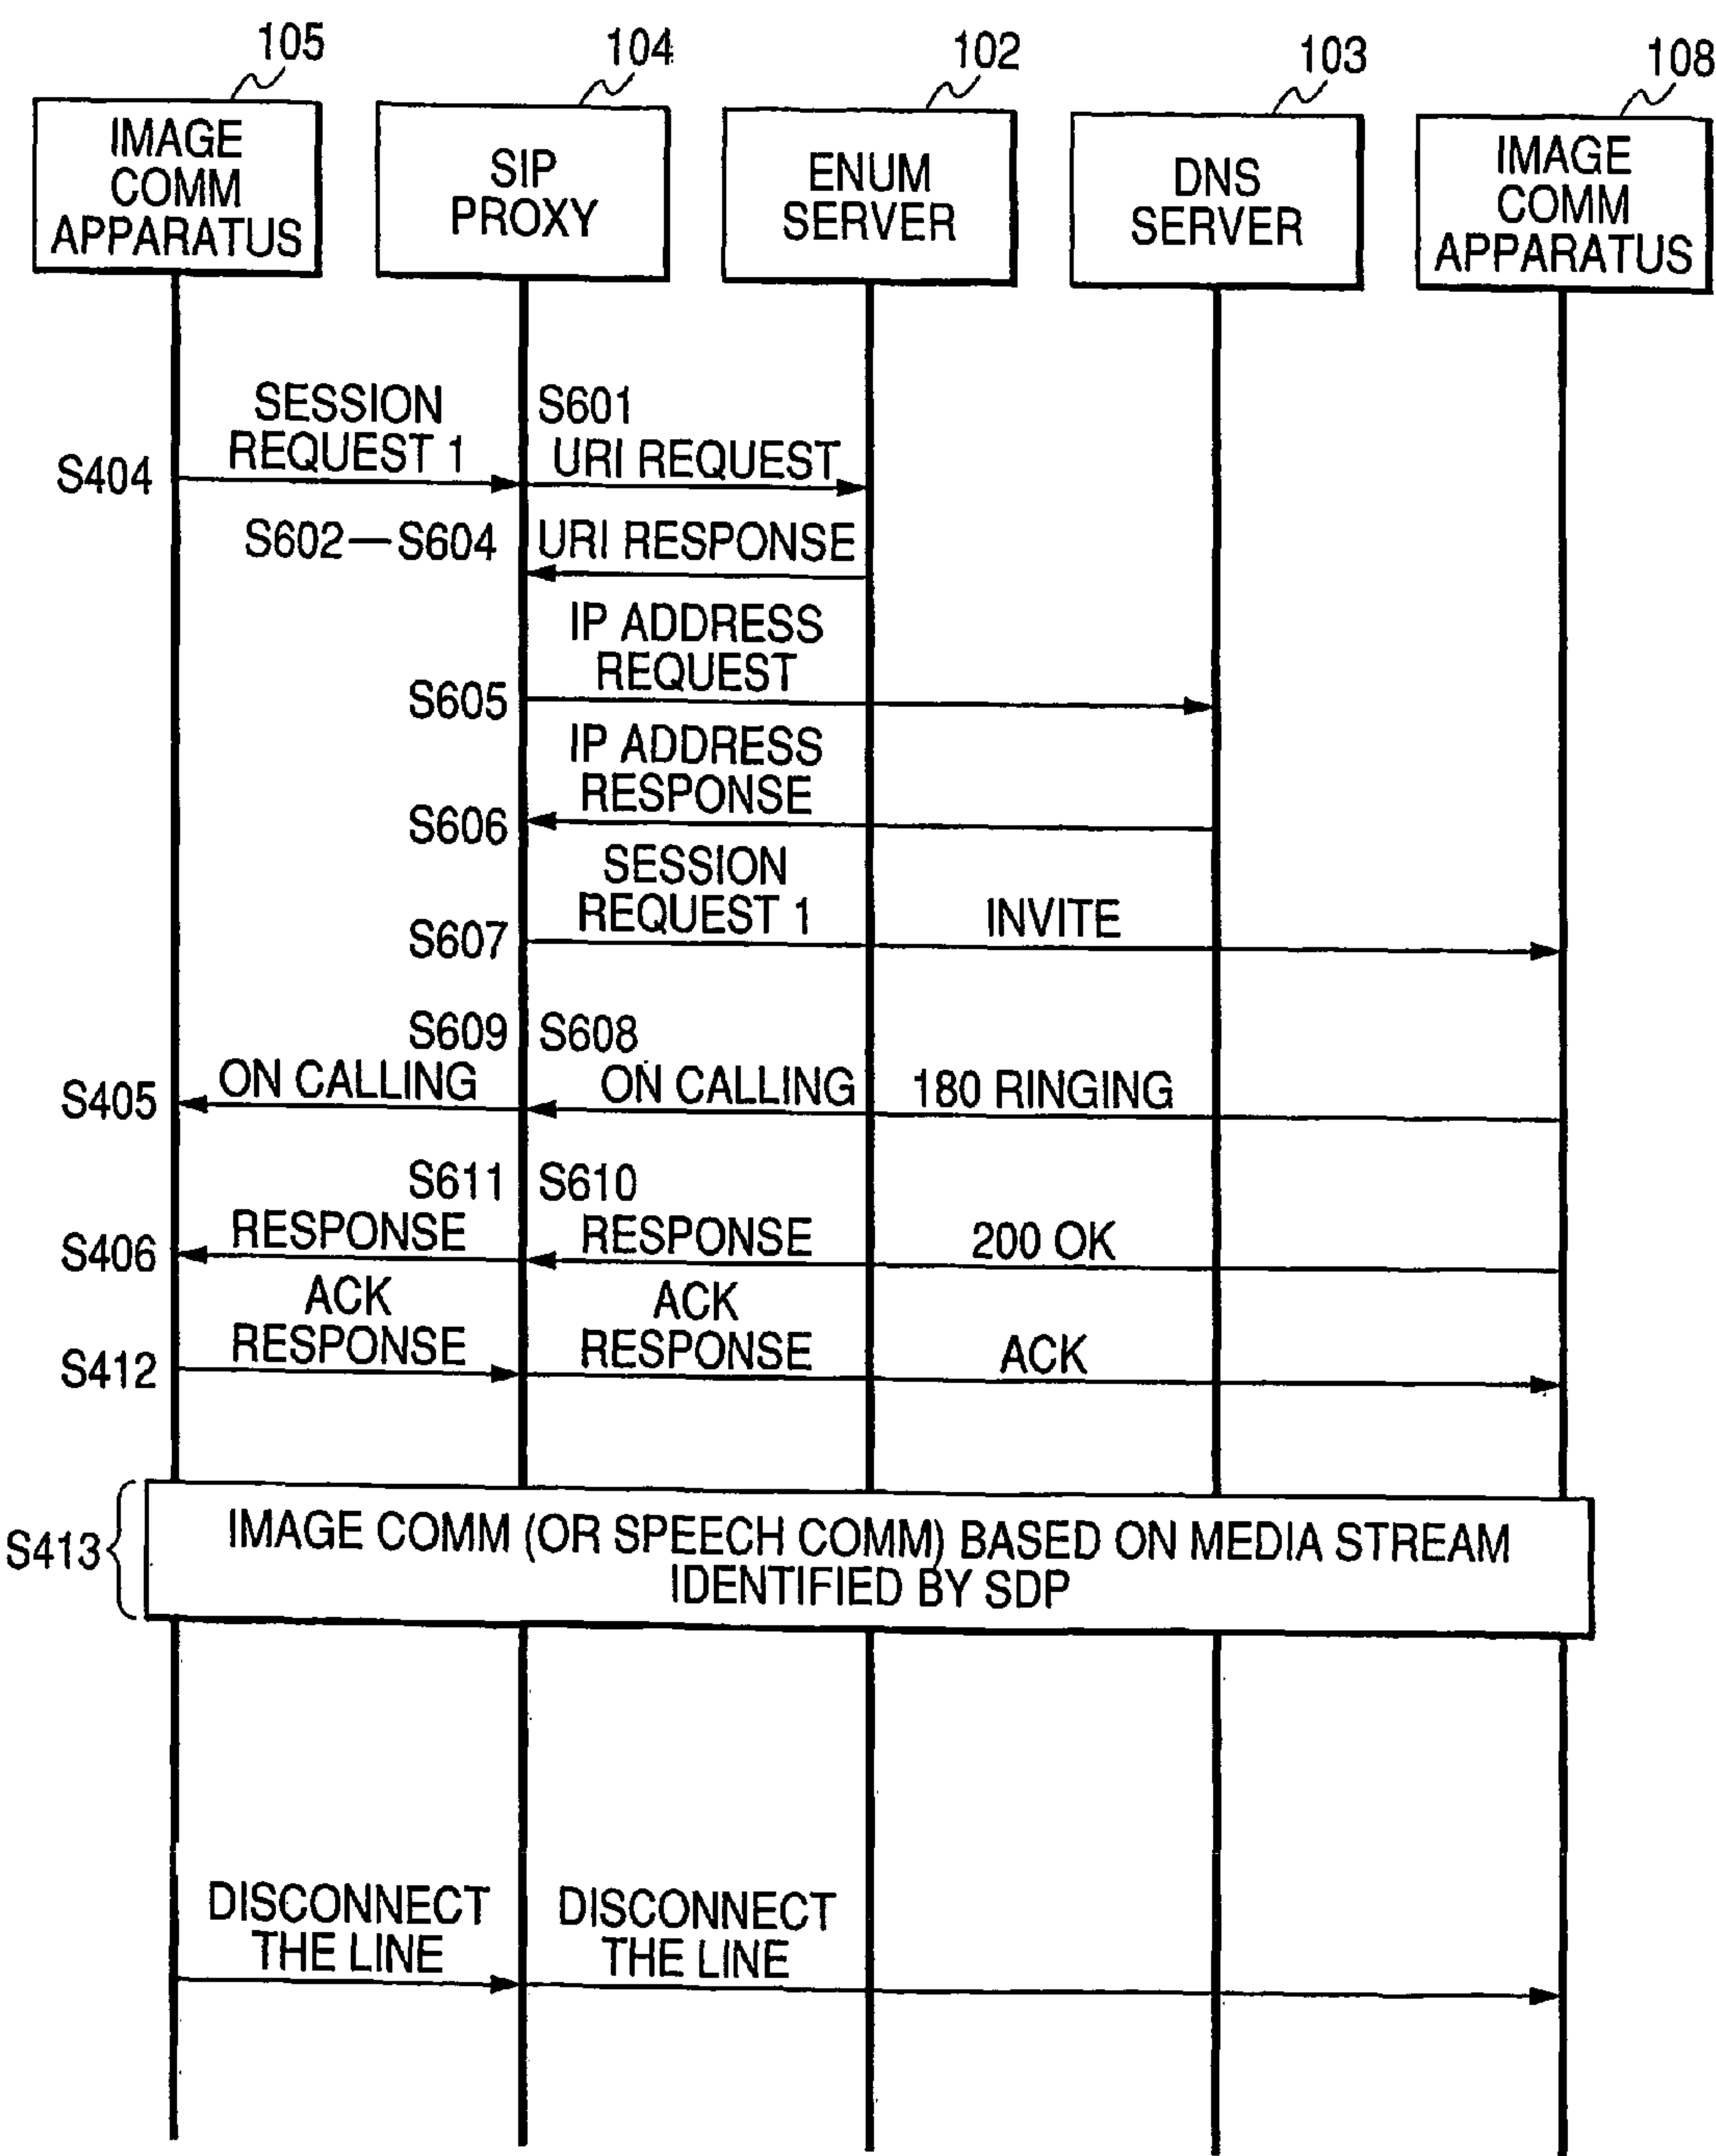 105
104
102
103
108
IMAGE
COMM
APPARATUS
SIP
PROXY
ENUM
SERVER
DNS
SERVER
IMAGE
COMM
APPARATUS
SESSION
REQUEST 1
S601
URI REQUEST
S404
S602—S604
URI RESPONSE
IP ADDRESS
REQUEST
S605
IP ADDRESS
RESPONSE
S606
SESSION
REQUEST 1
INVITE
S607
S609
S608
ON CALLING
ON CALLING
180 RINGING
S405
S611
S610
RESPONSE
RESPONSE
200 OK
S406
ACK
RESPONSE
ACK
RESPONSE
ACK
S412
S413
IMAGE COMM (OR SPEECH COMM) BASED ON MEDIA STREAM
IDENTIFIED BY SDP
DISCONNECT
THE LINE
DISCONNECT
THE LINE